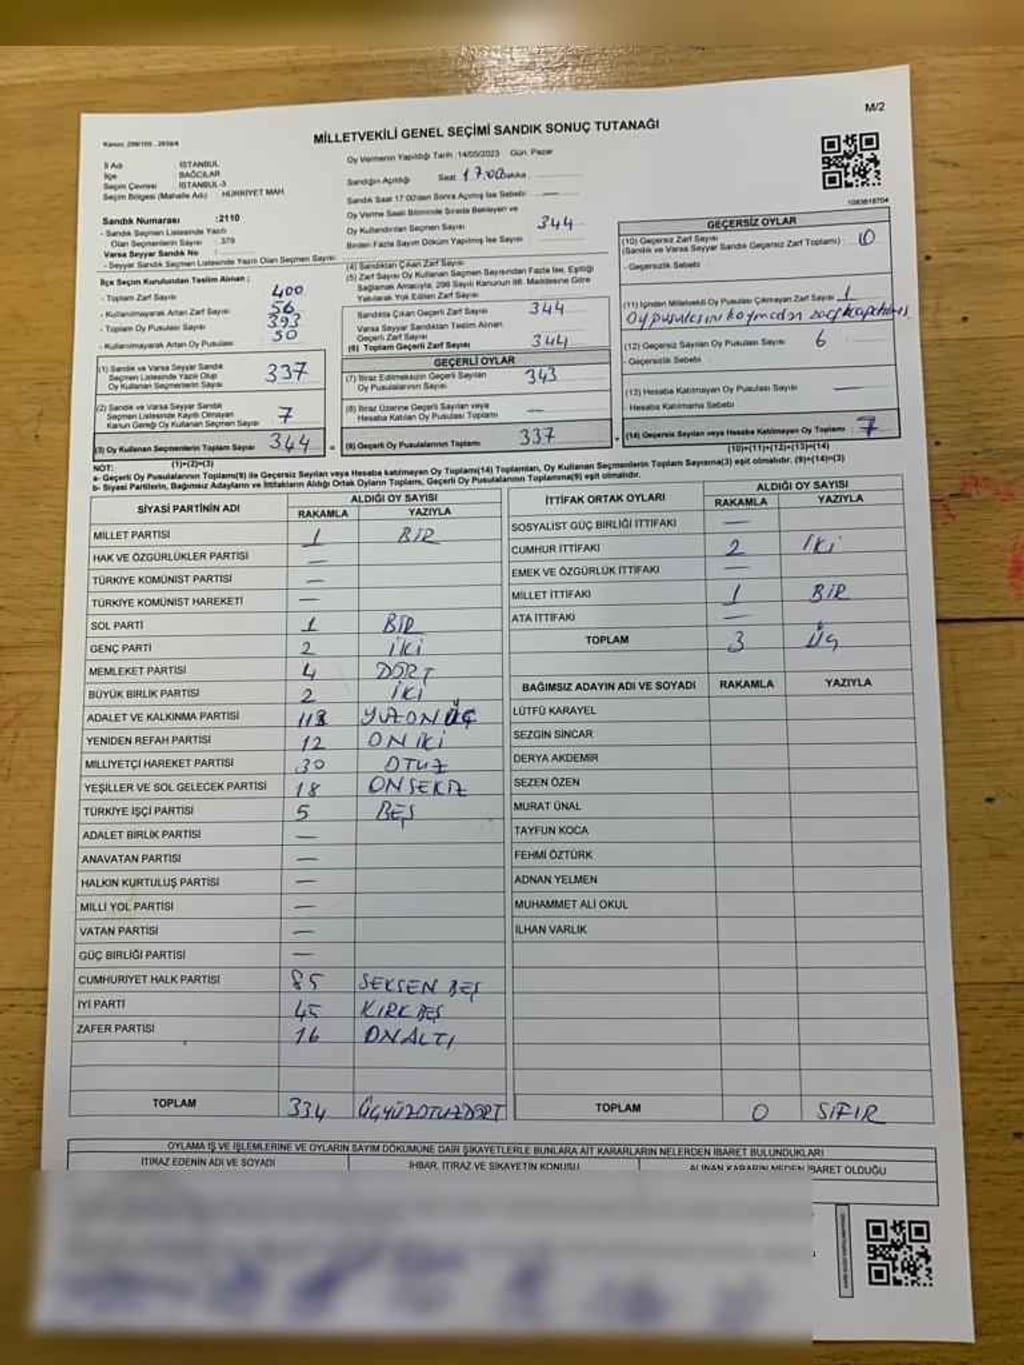 M/2
MİLLETVEKİLİ GENEL SEÇİMİ SANDIK SONUÇ TUTANAĞI
İl Adı : İSTANBUL
İlçe : BAĞCILAR
Seçim Çevresi : İSTANBUL-3
Seçim Bölgesi (Mahalle Adı) : HÜRRİYET MAH
Sandık Numarası : 2110
- Sandık Seçmen Listesinde Yazılı
Olan Seçmenlerin Sayısı : 379
Varsa Seyyar Sandık No :
- Seyyar Sandık Seçmen Listesinde Yazılı Olan Seçmen Sayısı :
Oy Vermenin Yapıldığı Tarih :14/05/2023 Gün: Pazar
Sandığın Açıldığı Saat: 17:00
Sandık Saat 17:00'den Sonra Açılmış İse Sebebi: —
Oy Verme Saati Bitiminde Sırada Bekleyen ve
Oy Kullandırılan Seçmen Sayısı : 344
Birden Fazla Sayım Döküm Yapılmış İse Sayısı :
İlçe Seçim Kurulundan Teslim Alınan ;
- Toplam Zarf Sayısı 400
- Kullanılmayarak Artan Zarf Sayısı 56
- Toplam Oy Pusulası Sayısı 393
- Kullanılmayarak Artan Oy Pusulası 50
(1) Sandık ve Varsa Seyyar Sandık
Seçmen Listesinde Yazılı Olup
Oy Kullanan Seçmenlerin Sayısı 337
(2) Sandık ve Varsa Seyyar Sandık
Seçmen Listesinde Kayıtlı Olmayan
Kanun Gereği Oy Kullanan Seçmen Sayısı : 7
(3) Oy Kullanan Seçmenlerin Toplam Sayısı : 344
(1)+(2)=(3)
(4) Sandıktan Çıkan Zarf Sayısı
(5) Zarf Sayısı Oy Kullanan Seçmen Sayısından Fazla İse, Eşitliği
Sağlamak Amacıyla, 298 Sayılı Kanunun 98. Maddesine Göre
Yakılarak Yok Edilen Zarf Sayısı
Sandıkta Çıkan Geçerli Zarf Sayısı : 344
Varsa Seyyar Sandıktan Teslim Alınan
Geçerli Zarf Sayısı :
(6) Toplam Geçerli Zarf Sayısı : 344
GEÇERLİ OYLAR
(7) İtiraz Edilmeksizin Geçerli Sayılan
Oy Pusulalarının Sayısı : 343
(8) İtiraz Üzerine Geçerli Sayılan veya
Hesaba Katılan Oy Pusulası Toplamı : —
(9) Geçerli Oy Pusulalarının Toplamı : 337
GEÇERSİZ OYLAR
(10) Geçersiz Zarf Sayısı
(Sandık ve Varsa Seyyar Sandık Geçersiz Zarf Toplamı) :
- Geçersizlik Sebebi
(11) İçinden Milletvekili Oy Pusulası Çıkmayan Zarf Sayısı : 1
Oy pusulesini koymadan
(12) Geçersiz Sayılan Oy Pusulası Sayısı : 6
- Geçersizlik Sebebi
(13) Hesaba Katılmayan Oy Pusulası Sayısı : —
Hesaba Katılmama Sebebi
(14) Geçersiz Sayılan veya Hesaba Katılmayan Oy Toplamı : 7
(10)+(11)+(12)+(13)=(14)
NOT:
a- Geçerli Oy Pusulalarının Toplamı(9) ile Geçersiz Sayılan veya Hesaba katılmayan Oy Toplamı(14) Toplamları, Oy Kullanan Seçmenlerin Toplam Sayısına(3) eşit olmalıdır. (9)+(14)=(3)
b- Siyasi Partilerin, Bağımsız Adayların ve İttifakların Aldığı Ortak Oyların Toplamı, Geçerli Oy Pusulalarının Toplamına(9) eşit olmalıdır.
SİYASİ PARTİNİN ADI ALDIĞI OY SAYISI
RAKAMLA YAZIYLA
MİLLET PARTİSİ 1 BİR
HAK VE ÖZGÜRLÜKLER PARTİSİ —
TÜRKİYE KOMÜNİST PARTİSİ —
TÜRKİYE KOMÜNİST HAREKETİ —
SOL PARTİ 1 BİR
GENÇ PARTİ 2 İKİ
MEMLEKET PARTİSİ 4 DÖRT
BÜYÜK BİRLİK PARTİSİ 2 İKİ
ADALET VE KALKINMA PARTİSİ 113 YÜZONÜÇ
YENİDEN REFAH PARTİSİ 12 ONİKİ
MİLLİYETÇİ HAREKET PARTİSİ 30 OTUZ
YEŞİLLER VE SOL GELECEK PARTİSİ 18 ONSEKİZ
TÜRKİYE İŞÇİ PARTİSİ 5 BEŞ
ADALET BİRLİK PARTİSİ —
ANAVATAN PARTİSİ —
HALKIN KURTULUŞ PARTİSİ —
MİLLİ YOL PARTİSİ —
VATAN PARTİSİ —
GÜÇ BİRLİĞİ PARTİSİ —
CUMHURİYET HALK PARTİSİ 85 SEKSEN BEŞ
İYİ PARTİ 45 KIRK BEŞ
ZAFER PARTİSİ 16 ONALTI
TOPLAM 334 ÜÇYÜZOTUZDÖRT
İTTİFAK ORTAK OYLARI ALDIĞI OY SAYISI
RAKAMLA YAZIYLA
SOSYALİST GÜÇ BİRLİĞİ İTTİFAKI —
CUMHUR İTTİFAKI 2 İKİ
EMEK VE ÖZGÜRLÜK İTTİFAKI —
MİLLET İTTİFAKI 1 BİR
ATA İTTİFAKI —
TOPLAM 3 ÜÇ
BAĞIMSIZ ADAYIN ADI VE SOYADI RAKAMLA YAZIYLA
LÜTFÜ KARAYEL
SEZGİN SİNCAR
DERYA AKDEMİR
SEZEN ÖZEN
MURAT ÜNAL
TAYFUN KOCA
FEHMİ ÖZTÜRK
ADNAN YELMEN
MUHAMMET ALİ OKUL
İLHAN VARLIK
TOPLAM 0 SIFIR
OYLAMA İŞ VE İŞLEMLERİNE VE OYLARIN SAYIM DÖKÜMÜNE DAİR ŞİKAYETLERLE BUNLARA AİT KARARLARIN NELERDEN İBARET BULUNDUKLARI
İTİRAZ EDENİN ADI VE SOYADI İHBAR, İTİRAZ VE ŞİKAYETİN KONUSU ALINAN KARARIN NEDEN İBARET OLDUĞU